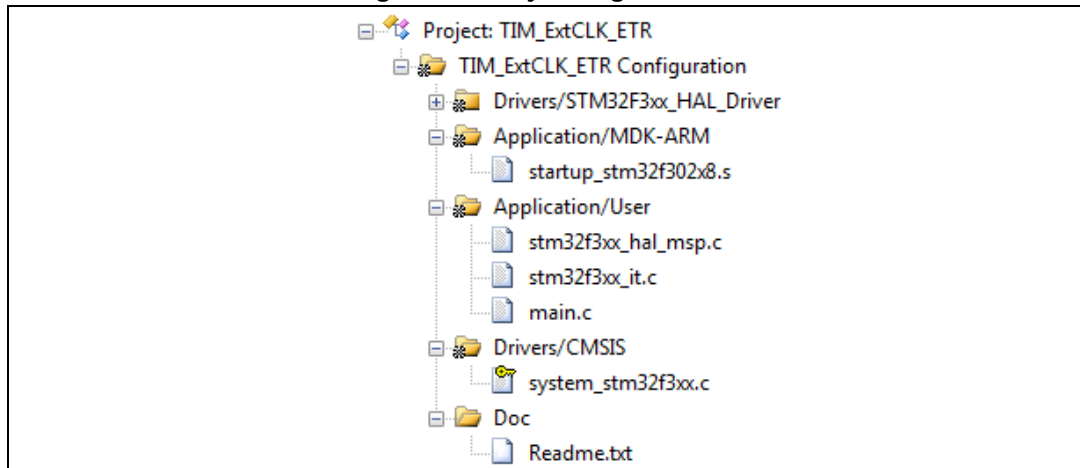 Project: TIM_ExtCLK_ETR
TIM_ExtCLK_ETR Configuration
Drivers/STM32F3xx_HAL_Driver
Application/MDK-ARM
startup_stm32f302x8.s
Application/User
stm32f3xx_hal_msp.c
stm32f3xx_it.c
main.c
Drivers/CMSIS
system_stm32f3xx.c
Doc
Readme.txt